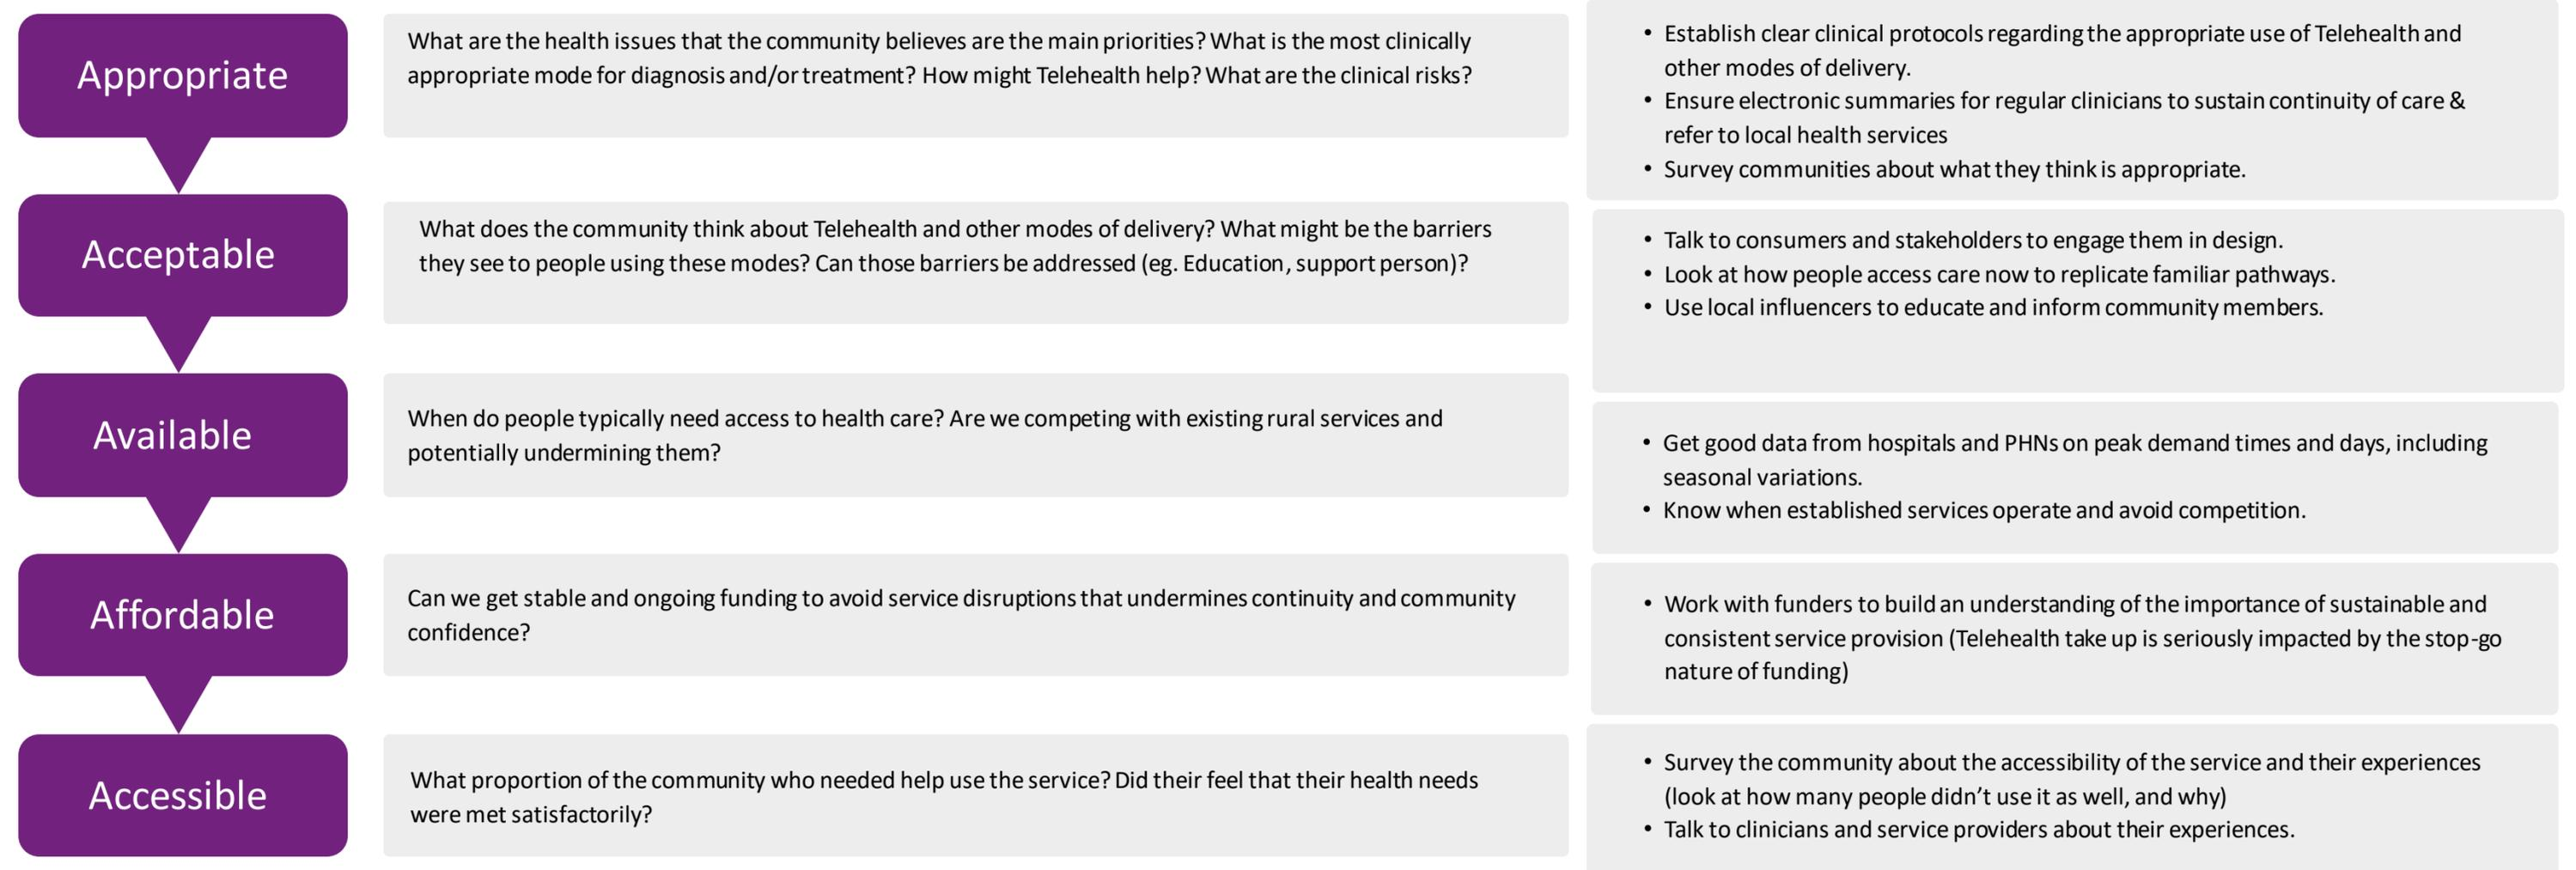 Appropriate
What are the health issues that the community believes are the main priorities? What is the most clinically
appropriate mode for diagnosis and/or treatment? How might Telehealth help? What are the clinical risks?
• Establish clear clinical protocols regarding the appropriate use of Telehealth and
other modes of delivery.
• Ensure electronic summaries for regular clinicians to sustain continuity of care &
refer to local health services
• Survey communities about what they think is appropriate.
Acceptable
What does the community think about Telehealth and other modes of delivery? What might be the barriers
they see to people using these modes? Can those barriers be addressed (eg. Education, support person)?
• Talk to consumers and stakeholders to engage them in design.
• Look at how people access care now to replicate familiar pathways.
• Use local influencers to educate and inform community members.
Available
When do people typically need access to health care? Are we competing with existing rural services and
potentially undermining them?
• Get good data from hospitals and PHNs on peak demand times and days, including
seasonal variations.
• Know when established services operate and avoid competition.
Affordable
Can we get stable and ongoing funding to avoid service disruptions that undermines continuity and community
confidence?
• Work with funders to build an understanding of the importance of sustainable and
consistent service provision (Telehealth take up is seriously impacted by the stop-go
nature of funding)
Accessible
What proportion of the community who needed help use the service? Did their feel that their health needs
were met satisfactorily?
• Survey the community about the accessibility of the service and their experiences
(look at how many people didn’t use it as well, and why)
• Talk to clinicians and service providers about their experiences.